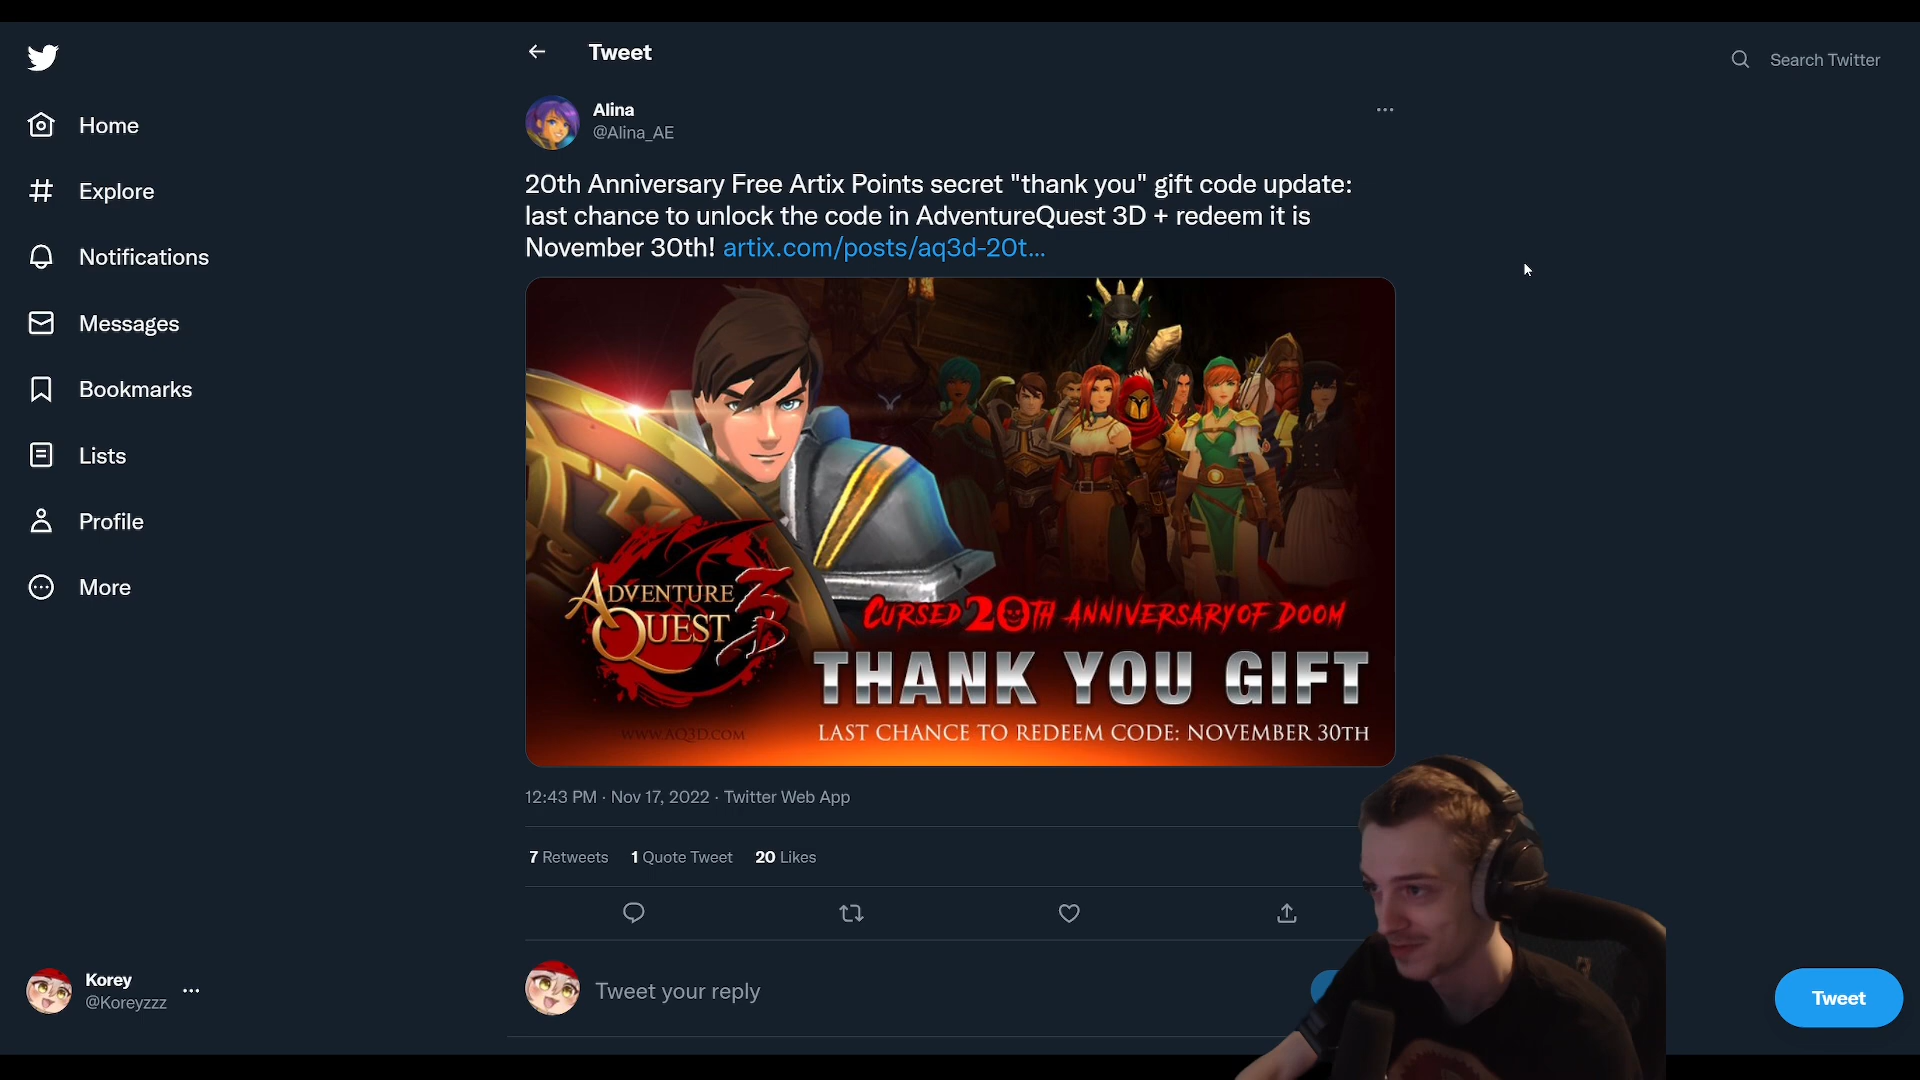 Tweet
Search Twitter
Home
Explore
Notifications
Messages
Bookmarks
Lists
Profile
More
Korey
@Koreyzzz
Alina
@Alina_AE
20th Anniversary Free Artix Points secret "thank you" gift code update:
last chance to unlock the code in AdventureQuest 3D + redeem it is
November 30th! artix.com/posts/aq3d-20t...
ADVENTURE
QUEST 3D
WWW.AQ3D.COM
CURSED 20TH ANNIVERSARY OF DOOM
THANK YOU GIFT
LAST CHANCE TO REDEEM CODE: NOVEMBER 30TH
12:43 PM · Nov 17, 2022 · Twitter Web App
7 Retweets 1 Quote Tweet 20 Likes
Tweet your reply
Tweet